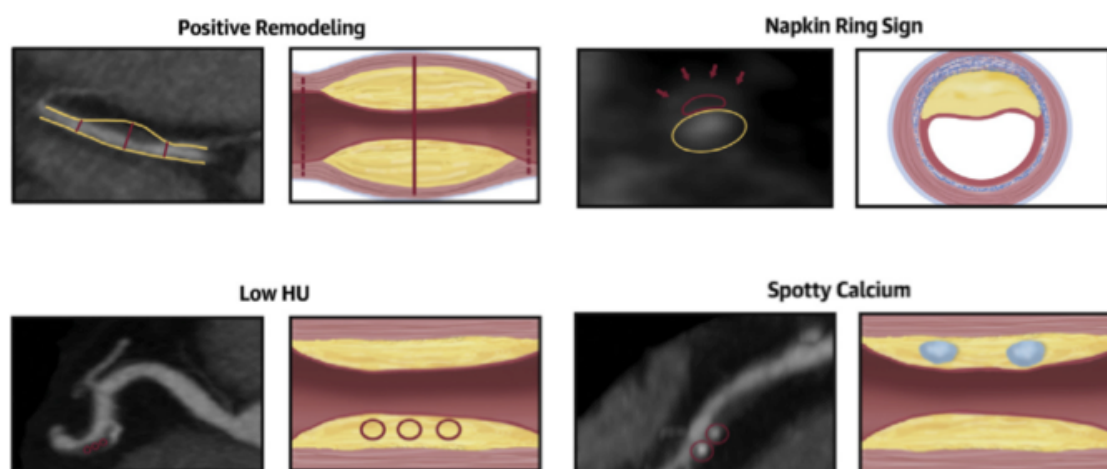 Positive Remodeling
Napkin Ring Sign
Low HU
Spotty Calcium